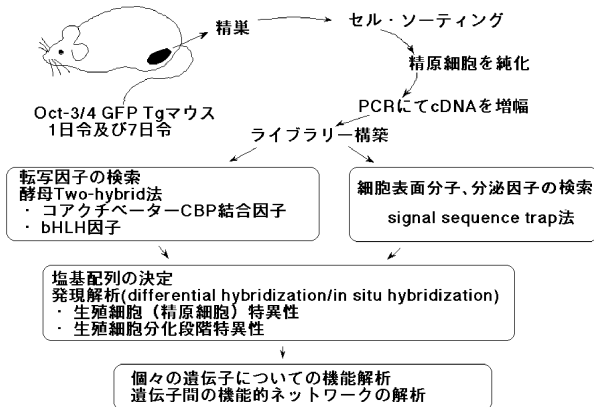 精巣
セル・ソーティング
精原細胞を純化
PCRにてcDNAを増幅
ライブラリー構築
Oct-3/4 GFP Tgマウス
1日令及び7日令
転写因子の検索
酵母Two-hybrid法
・ コアクチベーターCBP結合因子
・ bHLH因子
細胞表面分子、分泌因子の検索
signal sequence trap法
塩基配列の決定
発現解析(differential hybridization/in situ hybridization)
・ 生殖細胞（精原細胞）特異性
・ 生殖細胞分化段階特異性
個々の遺伝子についての機能解析
遺伝子間の機能的ネットワークの解析